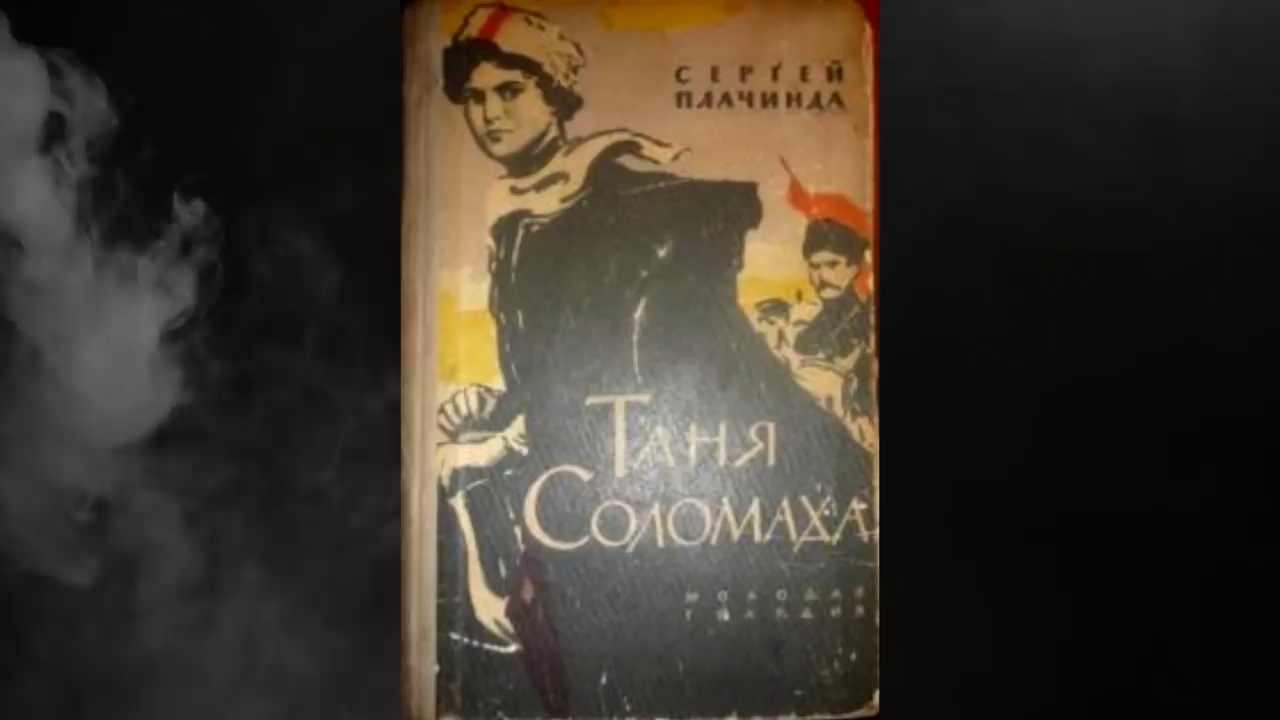 СЕРГЕЙ
ПЛАЧИНДА
ТАНЯ
СОЛОМАХА
МОЛОДАЯ
ГВАРДИЯ